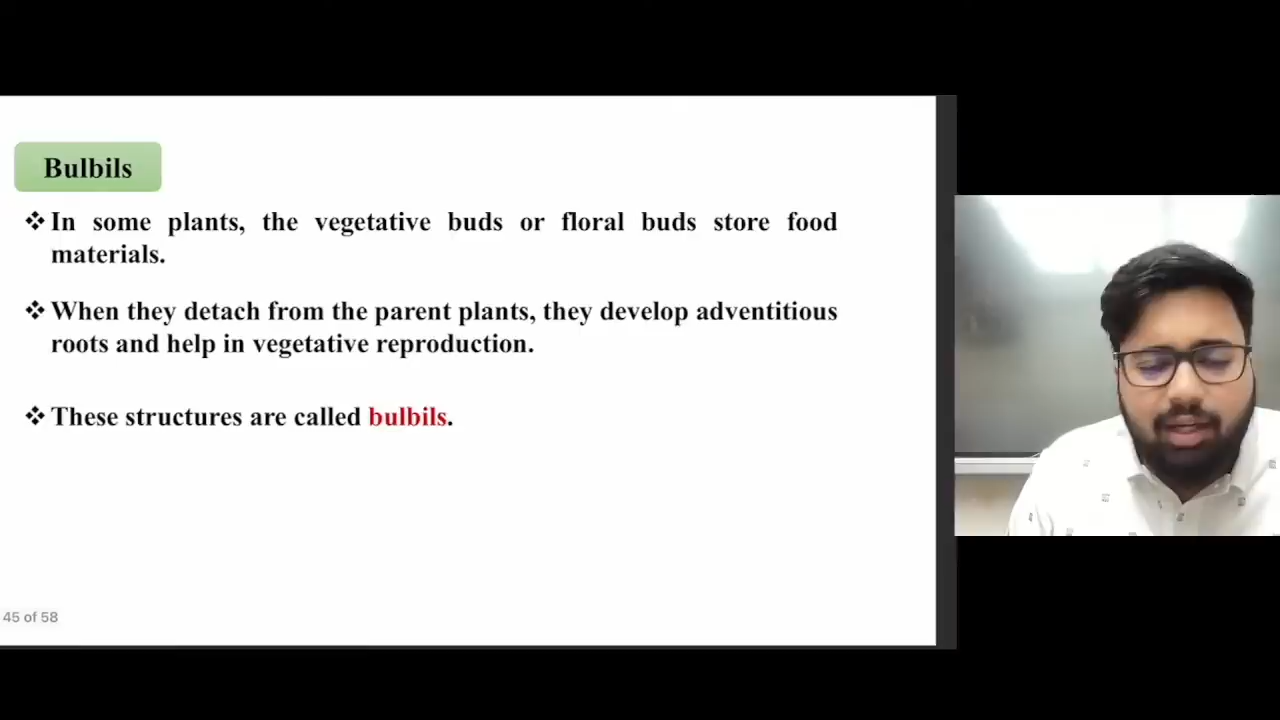 Bulbils
❖ In some plants, the vegetative buds or floral buds store food
materials.
❖ When they detach from the parent plants, they develop adventitious
roots and help in vegetative reproduction.
❖ These structures are called bulbils.
45 of 58